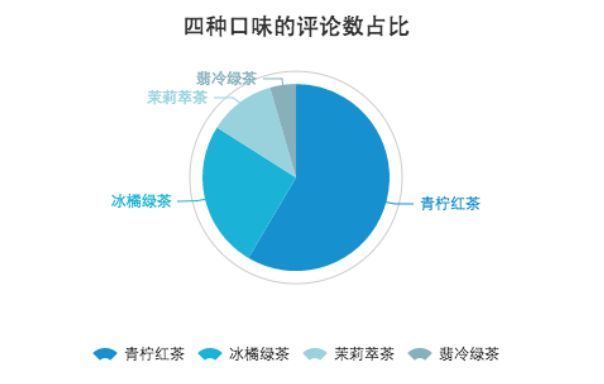 四种口味的评论数占比
翡冷绿茶
茉莉萃茶
冰橘绿茶
青柠红茶
青柠红茶 冰橘绿茶 茉莉萃茶 翡冷绿茶